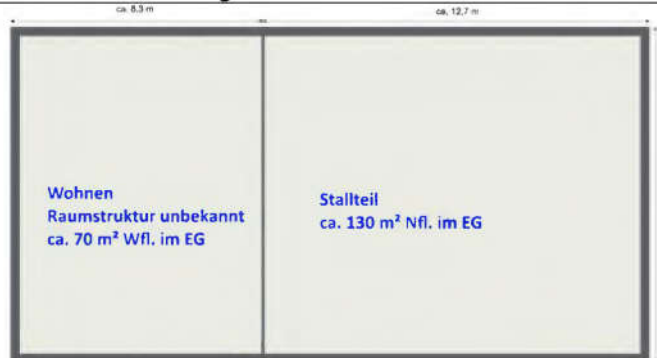 ca. 8,3 m
ca. 12,7 m
Wohnen
Raumstruktur unbekannt
ca. 70 m² Wfl. im EG
Stallteil
ca. 130 m² Nfl. im EG